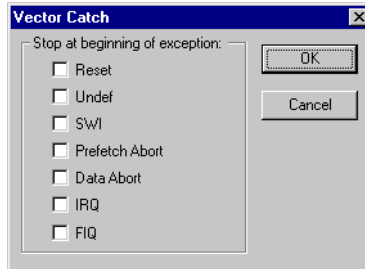 Vector Catch
Stop at beginning of exception:
Reset
Undef
SWI
Prefetch Abort
Data Abort
IRQ
FIQ
OK
Cancel